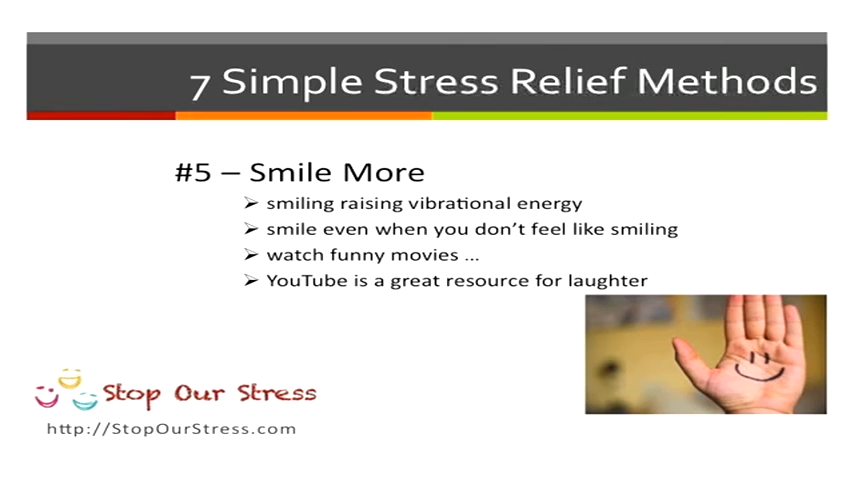 7 Simple Stress Relief Methods
#5 – Smile More
➢ smiling raising vibrational energy
➢ smile even when you don't feel like smiling
➢ watch funny movies ...
➢ YouTube is a great resource for laughter
Stop Our Stress
http://StopOurStress.com